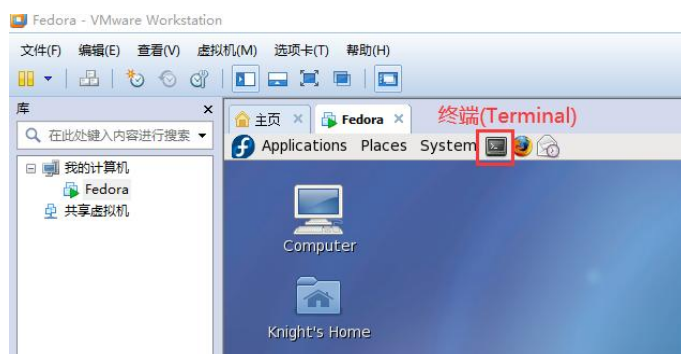 Fedora - VMware Workstation
文件(F) 编辑(E) 查看(V) 虚拟机(M) 选项卡(T) 帮助(H)
库 ×
在此处键入内容进行搜索
我的计算机
Fedora
共享虚拟机
主页 × Fedora × 终端(Terminal)
Applications Places System
Computer
Knight's Home